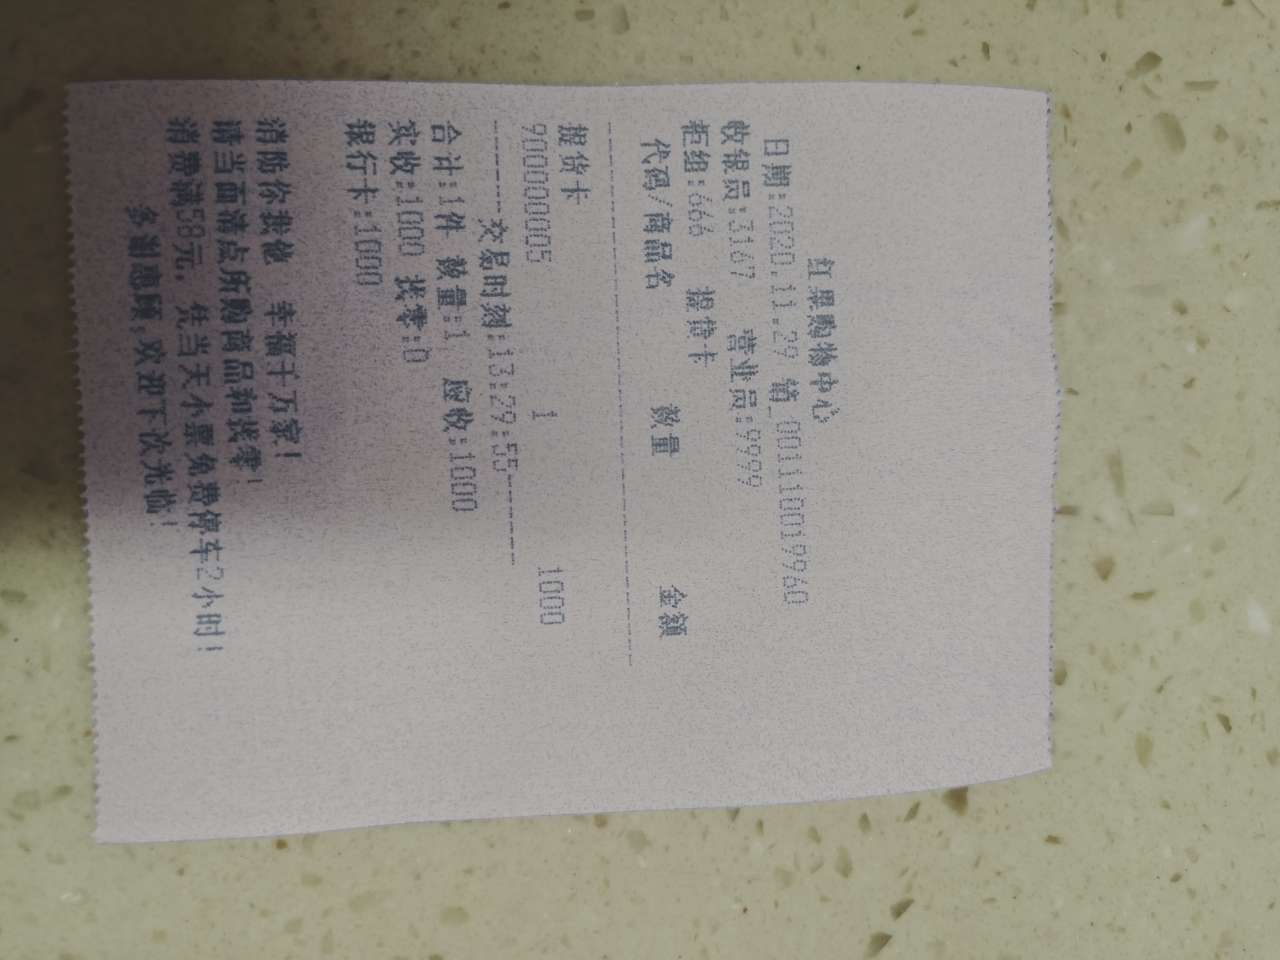 红果购物中心
日期:2020.11.29 第_001110019960
收银员:3167 营业员:9999
柜组:666 提货卡
代码/商品名 数量 金额
提货卡
90000005 1 1000
交易时刻:13:29:55
合计:1件 数量:1 应收:1000
实收:1000 找零:0
银行卡:1000
消防你我他 幸福千万家!
请当面清点所购商品和找零!
消费满58元, 凭当天小票免费停车2小时!
多谢惠顾,欢迎下次光临!